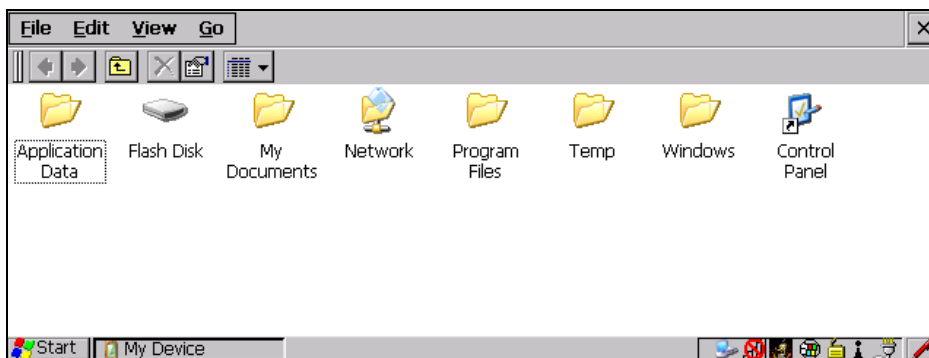 File Edit View Go
Application Data
Flash Disk
My Documents
Network
Program Files
Temp
Windows
Control Panel
Start My Device